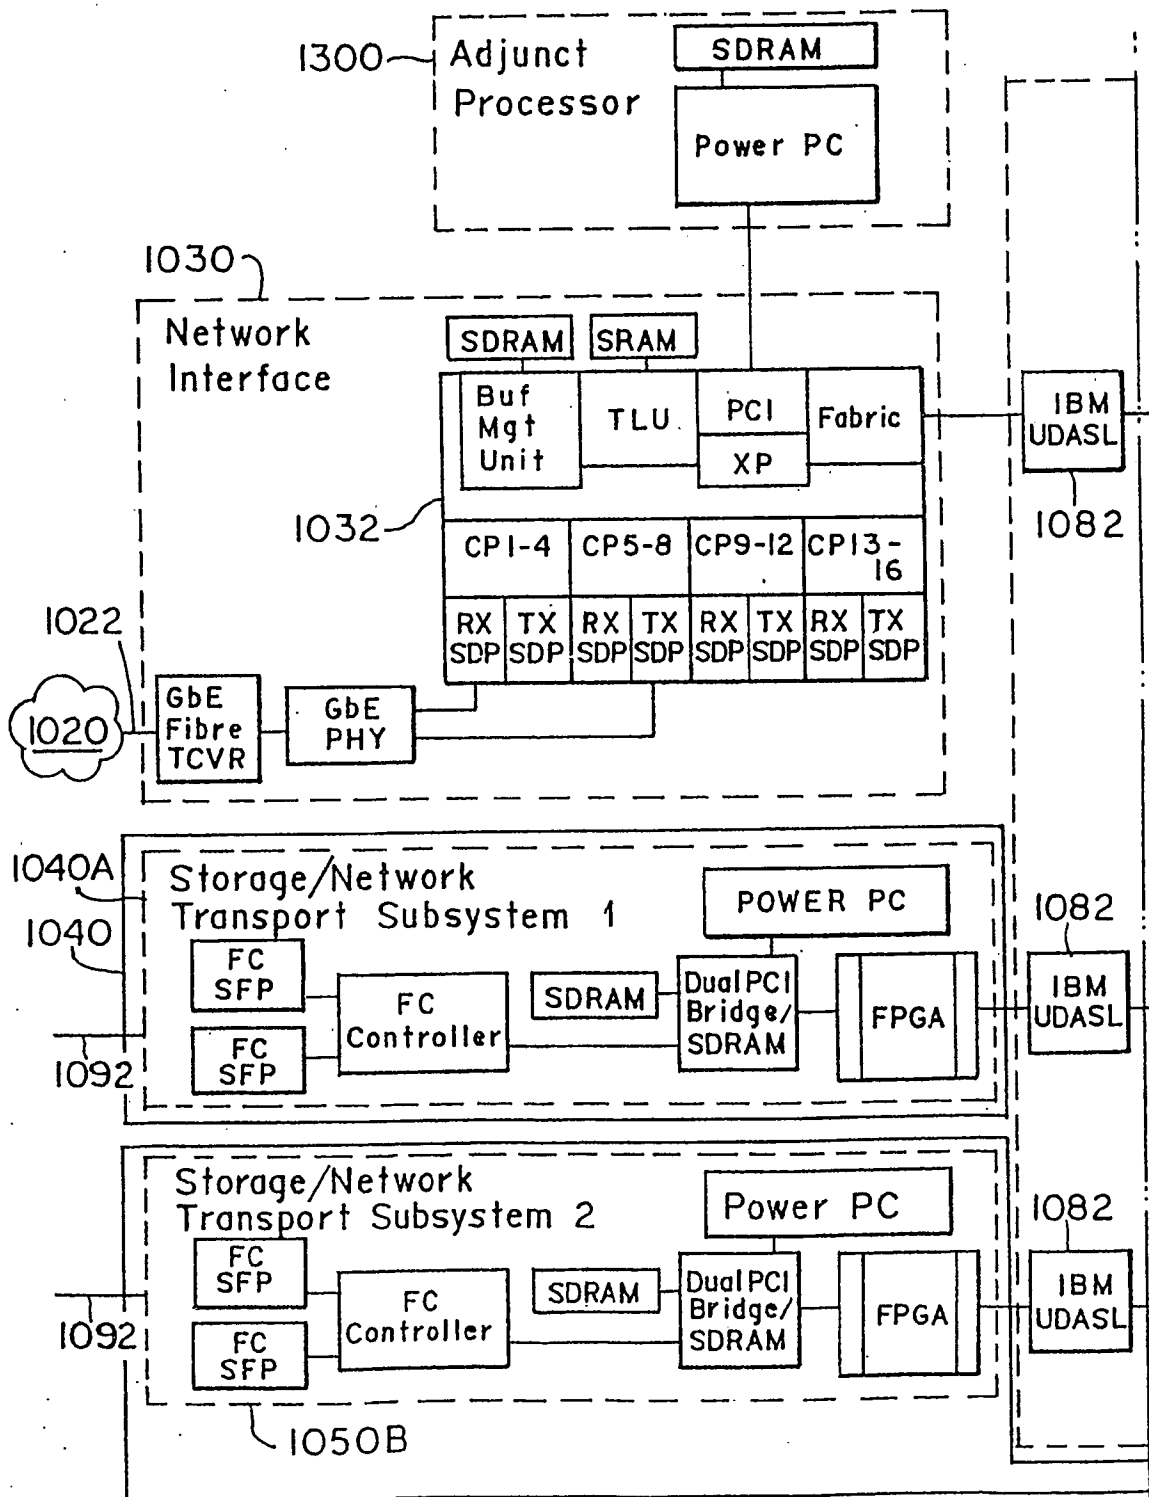 1300
Adjunct
Processor
SDRAM
Power PC
1030
Network
Interface
SDRAM
SRAM
Buf
Mgt
Unit
TLU
PCI
XP
Fabric
IBM
UDASL
1082
1032
CP1-4
CP5-8
CP9-12
CP13-
16
RX
SDP
TX
SDP
RX
SDP
TX
SDP
RX
SDP
TX
SDP
RX
SDP
TX
SDP
1022
1020
GbE
Fibre
TCVR
GbE
PHY
1040A
1040
Storage/Network
Transport Subsystem 1
POWER PC
FC
SFP
FC
SFP
FC
Controller
SDRAM
Dual PCI
Bridge/
SDRAM
FPGA
1082
IBM
UDASL
1092
Storage/Network
Transport Subsystem 2
Power PC
FC
SFP
FC
SFP
FC
Controller
SDRAM
Dual PCI
Bridge/
SDRAM
FPGA
1082
IBM
UDASL
1092
1050B